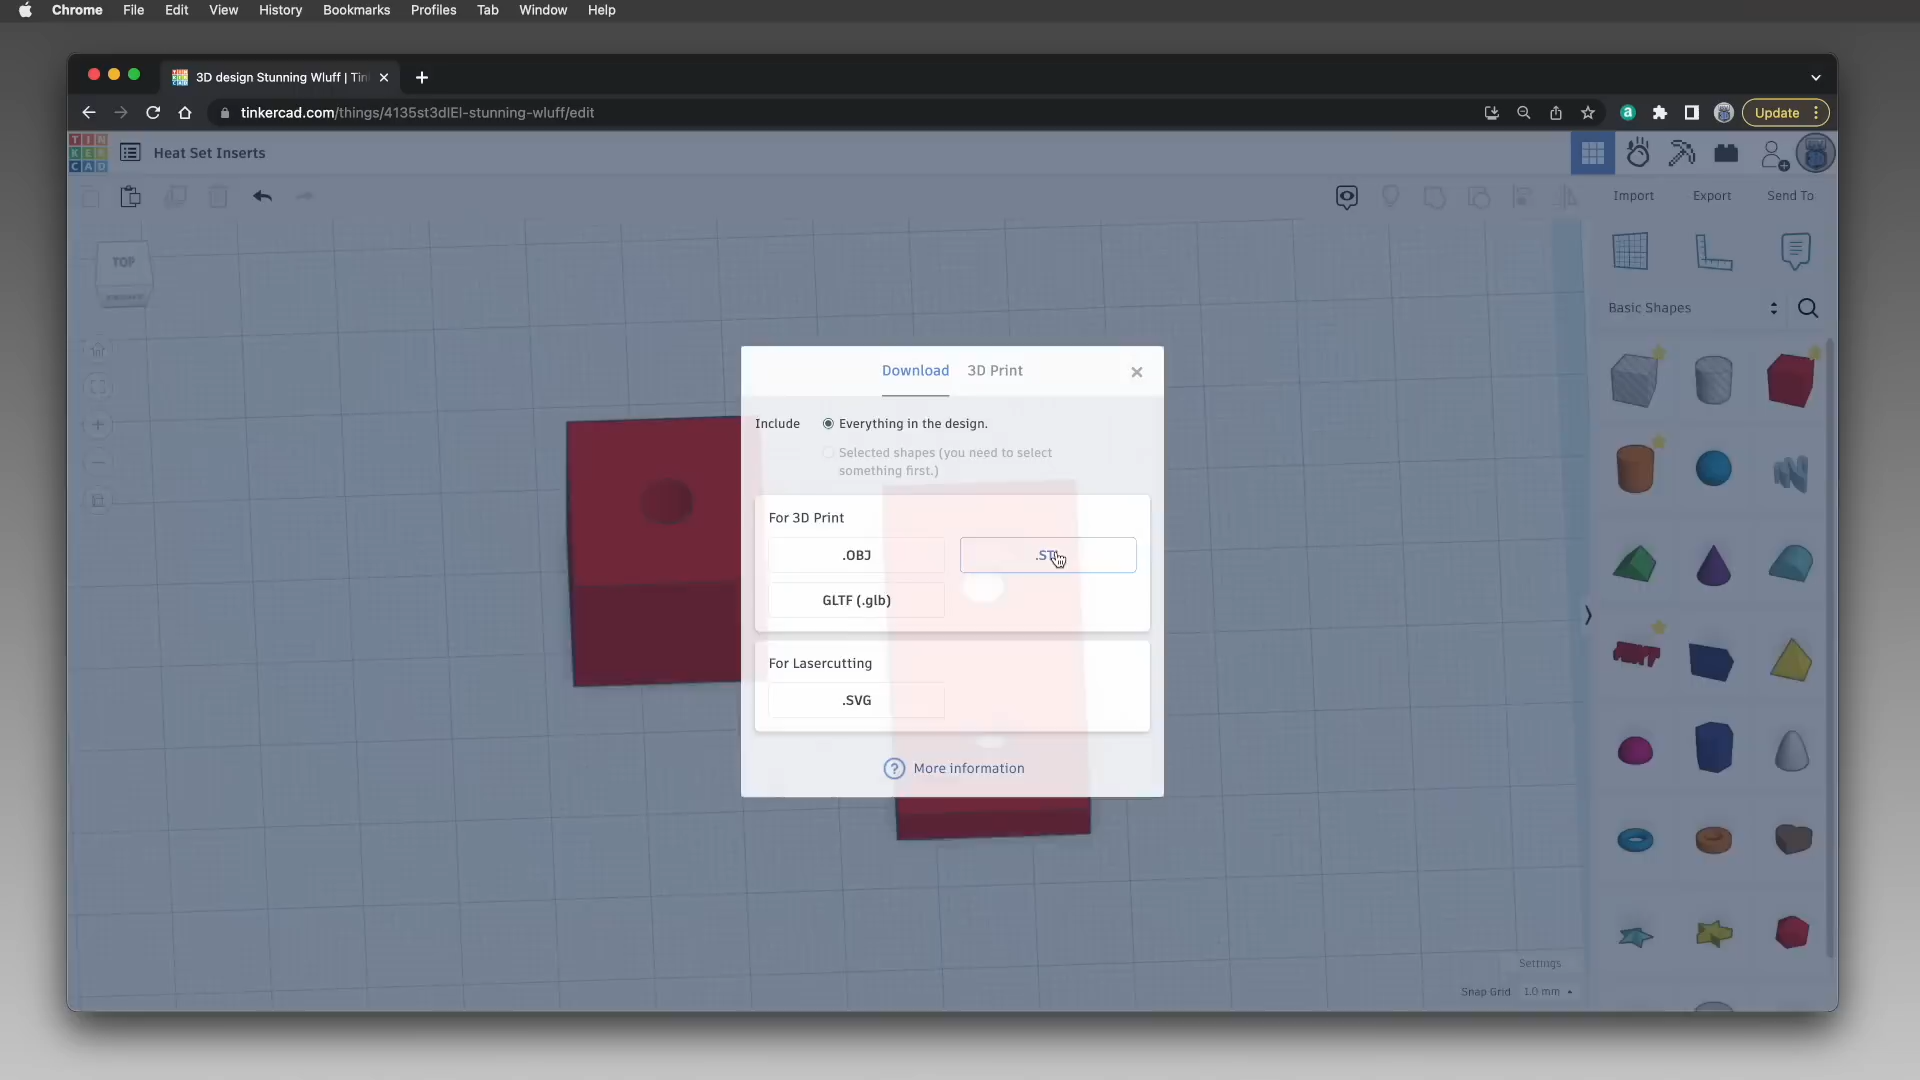 Chrome File Edit View History Bookmarks Profiles Tab Window Help
3D design Stunning Wluff | Tin
tinkercad.com/things/4135st3dlEl-stunning-wluff/edit
Update
TIN
KER
CAD
Heat Set Inserts
Import Export Send To
TOP
Basic Shapes
Download 3D Print
Include Everything in the design.
Selected shapes (you need to select
something first.)
For 3D Print
.OBJ
GLTF (.glb)
For Lasercutting
.SVG
? More information
Settings
Snap Grid 1.0 mm